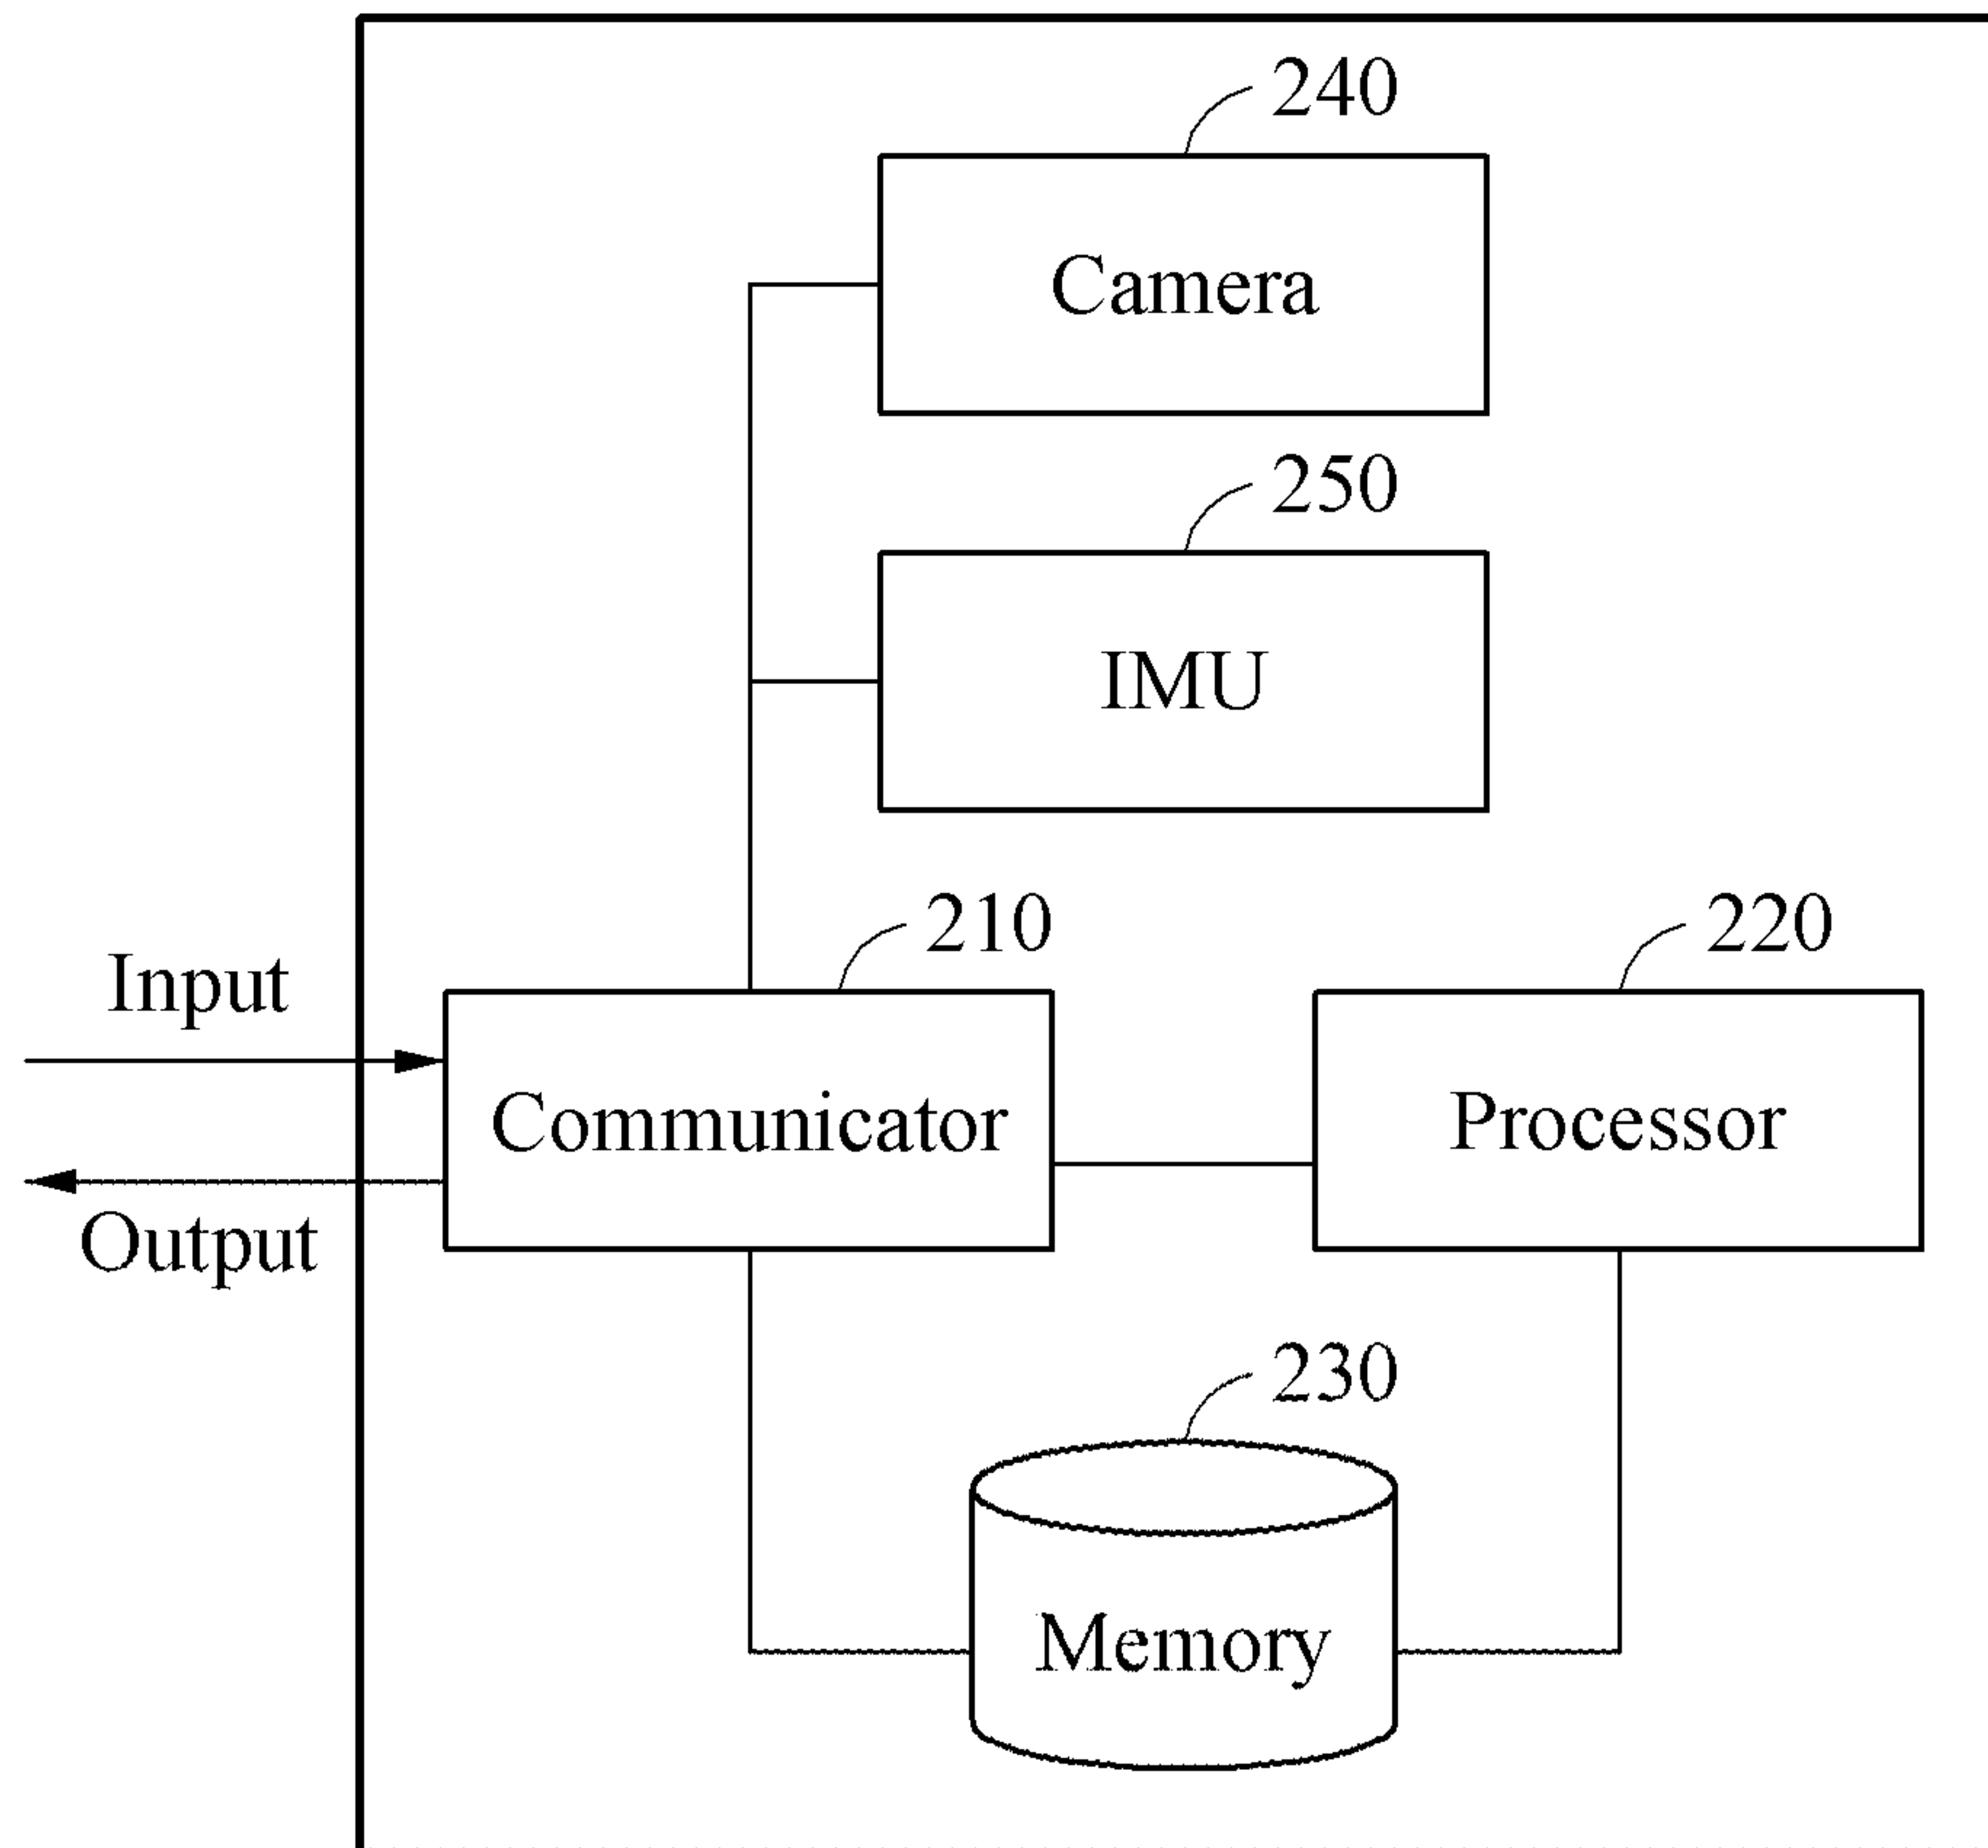 240
Camera
250
IMU
210
220
Input
Communicator
Processor
Output
230
Memory